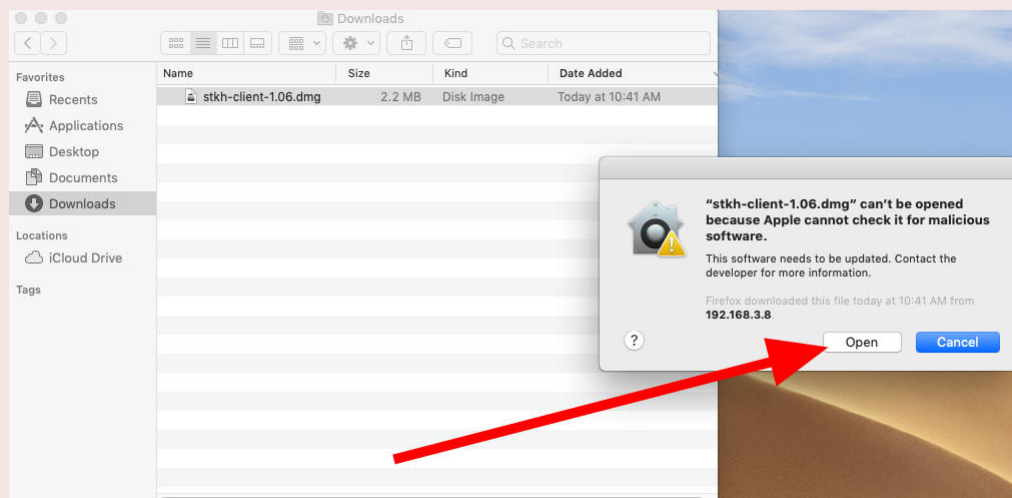 Downloads
Search
Favorites
Recents
Applications
Desktop
Documents
Downloads
Locations
iCloud Drive
Tags
Name Size Kind Date Added
stkh-client-1.06.dmg 2.2 MB Disk Image Today at 10:41 AM
“stkh-client-1.06.dmg” can’t be opened
because Apple cannot check it for malicious
software.
This software needs to be updated. Contact the
developer for more information.
Firefox downloaded this file today at 10:41 AM from
192.168.3.8.
?
Open Cancel